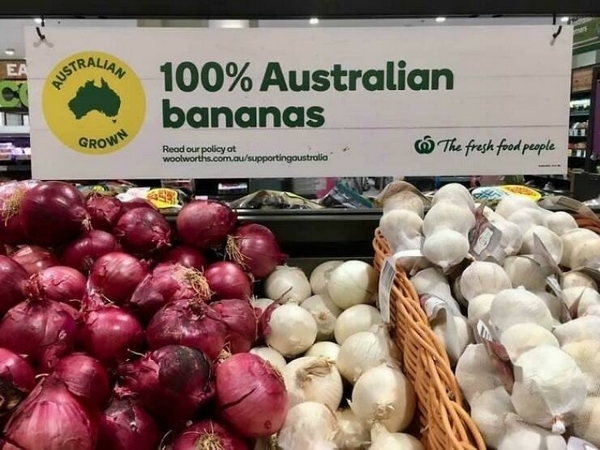 AUSTRALIAN
GROWN
100% Australian
bananas
Read our policy at
woolworths.com.au/supportingaustralia
The fresh food people